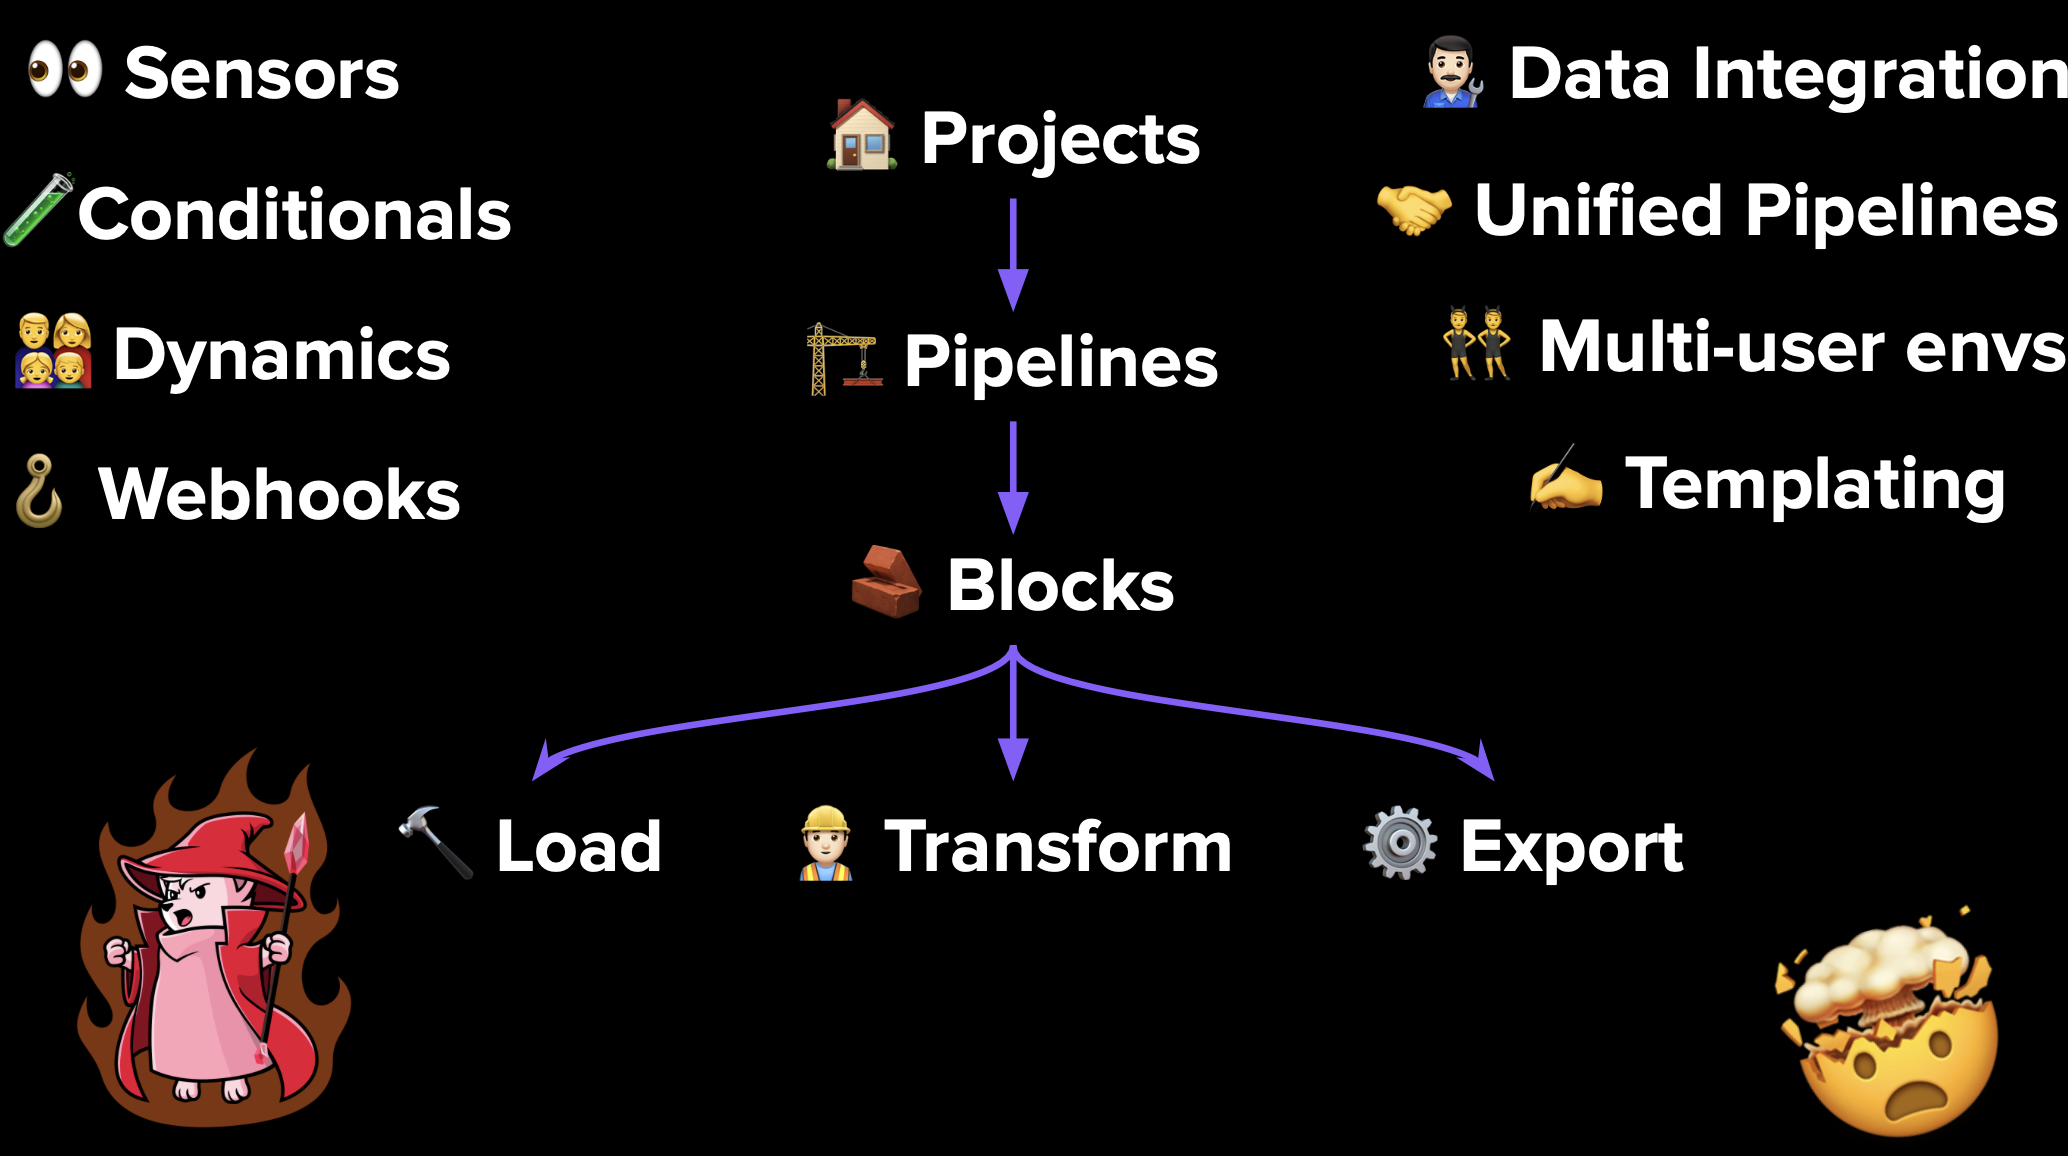 Sensors
Conditionals
Dynamics
Webhooks
Projects
Pipelines
Blocks
Load
Transform
Export
Data Integration
Unified Pipelines
Multi-user envs
Templating